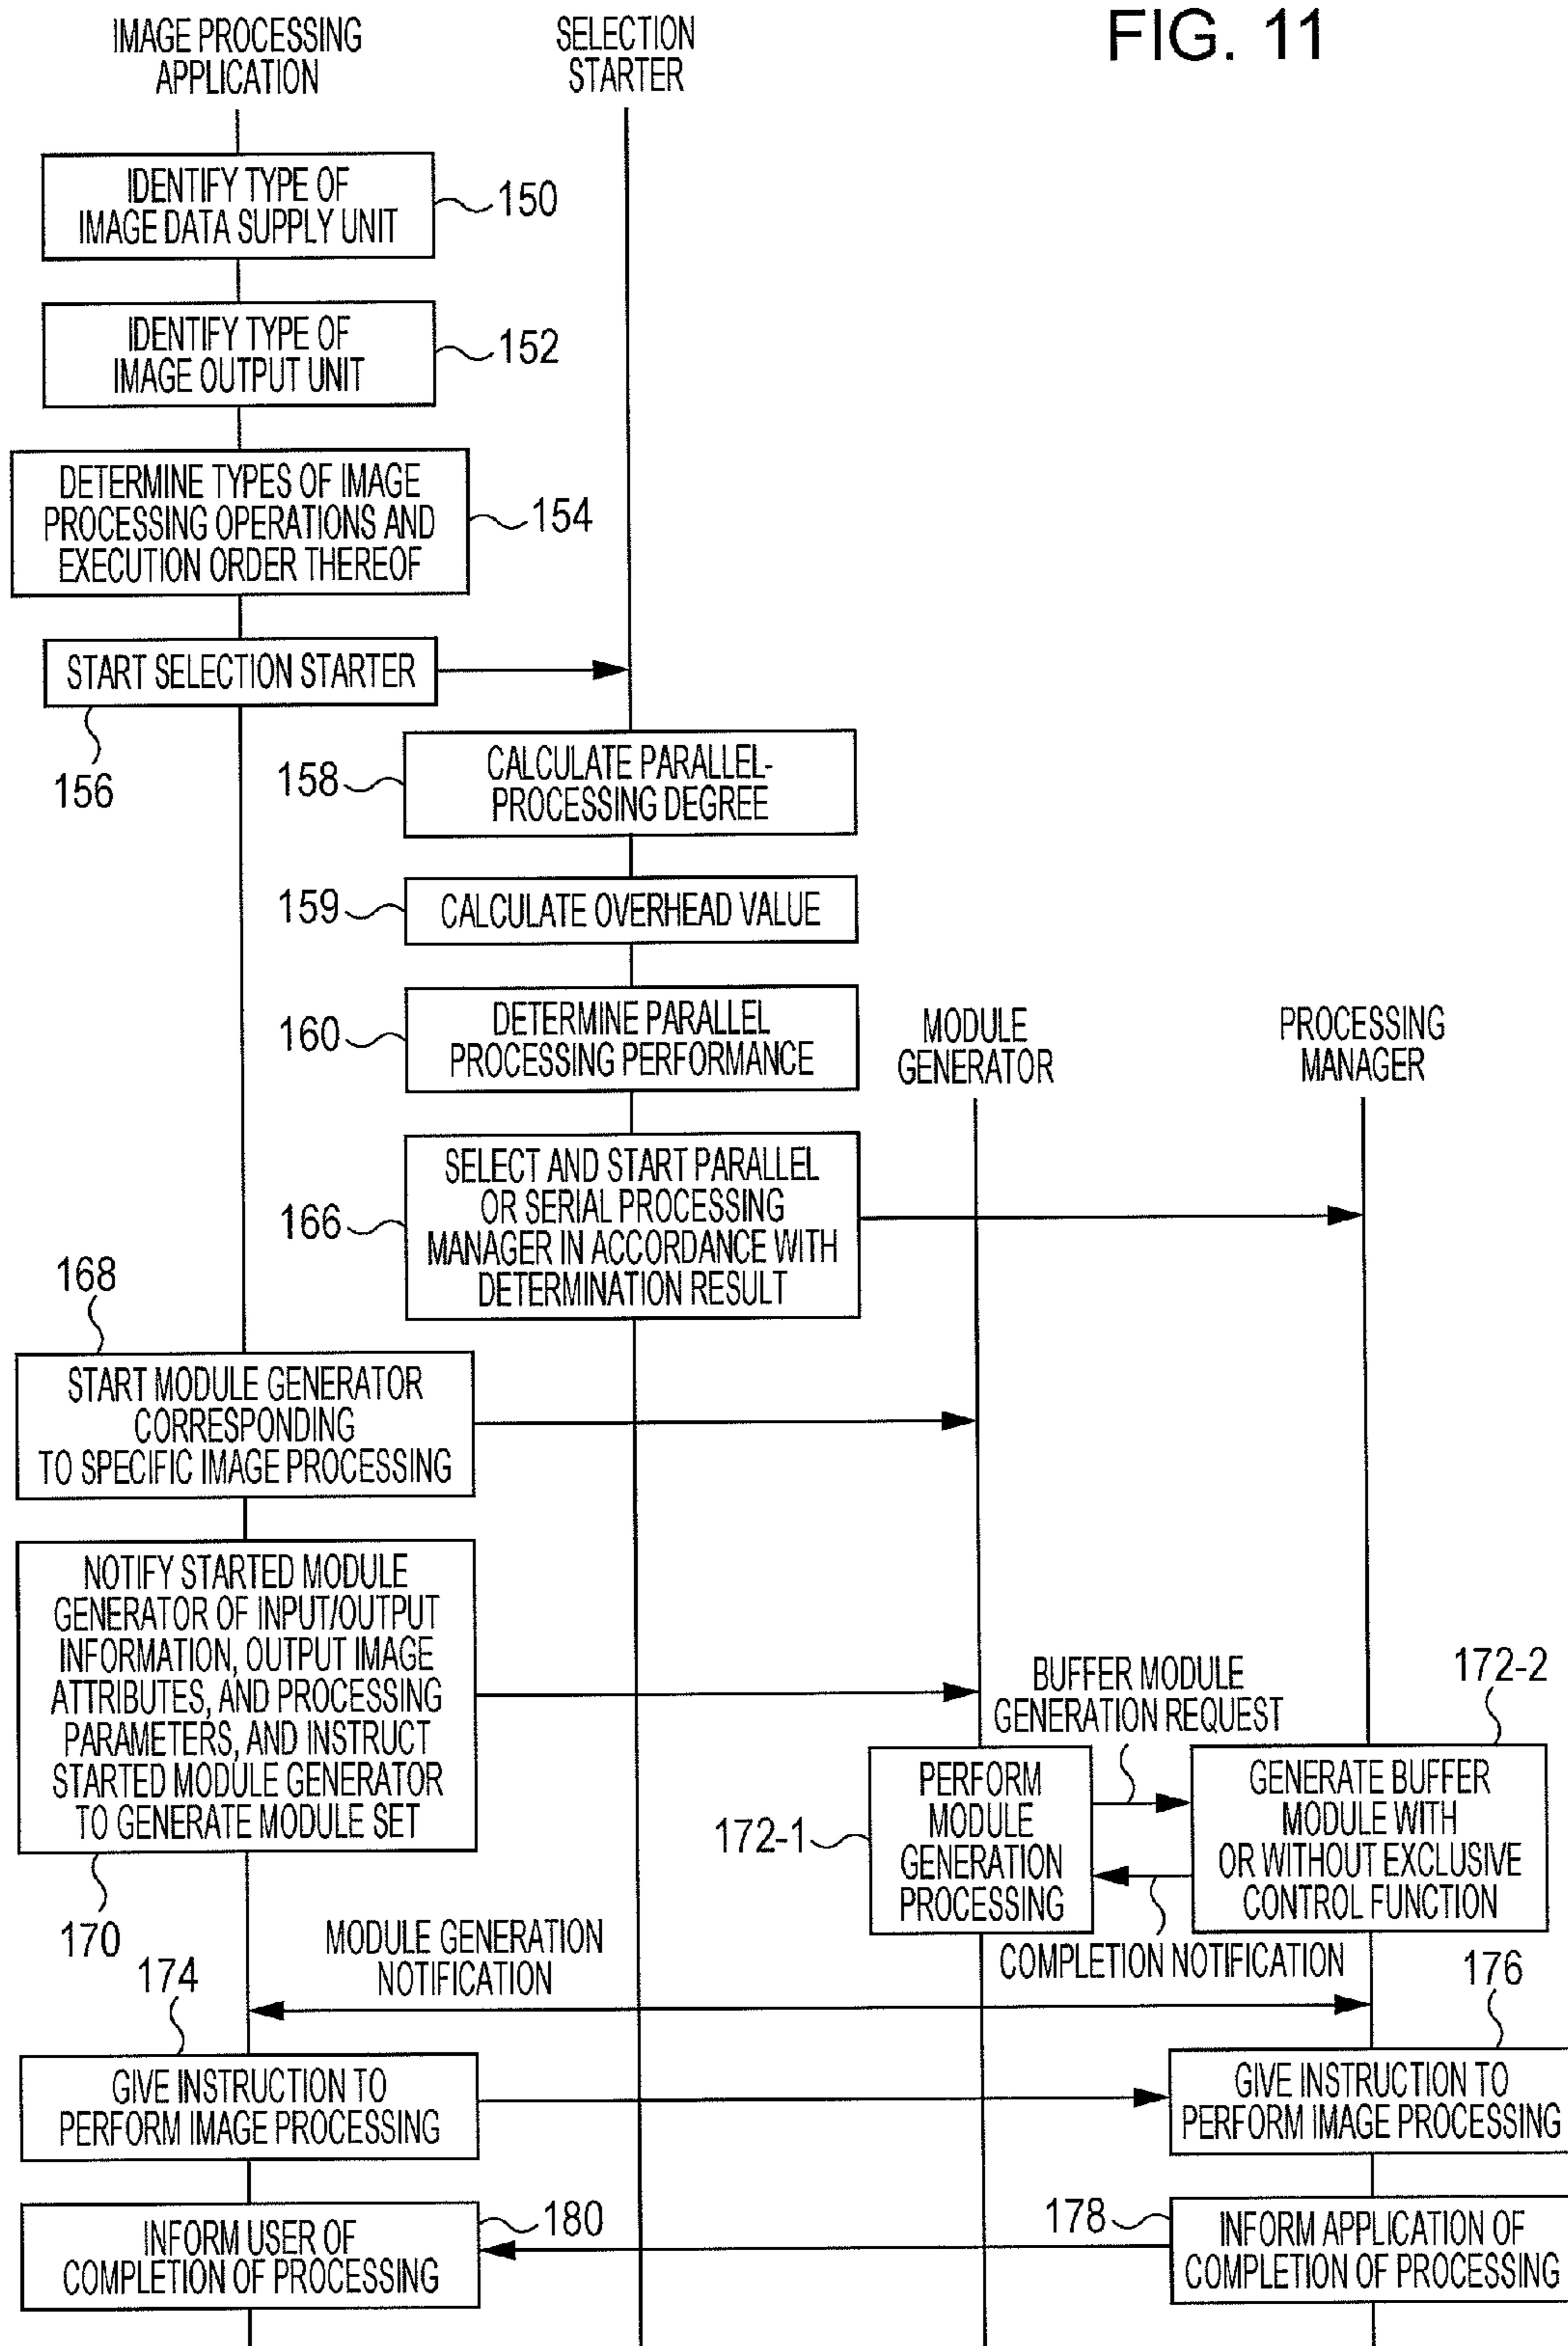 FIG. 11
IMAGE PROCESSING
APPLICATION
SELECTION
STARTER
IDENTIFY TYPE OF
IMAGE DATA SUPPLY UNIT
150
IDENTIFY TYPE OF
IMAGE OUTPUT UNIT
152
DETERMINE TYPES OF IMAGE
PROCESSING OPERATIONS AND
EXECUTION ORDER THEREOF
154
START SELECTION STARTER
156
158
CALCULATE PARALLEL-
PROCESSING DEGREE
159
CALCULATE OVERHEAD VALUE
160
DETERMINE PARALLEL
PROCESSING PERFORMANCE
MODULE
GENERATOR
PROCESSING
MANAGER
166
SELECT AND START PARALLEL
OR SERIAL PROCESSING
MANAGER IN ACCORDANCE WITH
DETERMINATION RESULT
168
START MODULE GENERATOR
CORRESPONDING
TO SPECIFIC IMAGE PROCESSING
NOTIFY STARTED MODULE
GENERATOR OF INPUT/OUTPUT
INFORMATION, OUTPUT IMAGE
ATTRIBUTES, AND PROCESSING
PARAMETERS, AND INSTRUCT
STARTED MODULE GENERATOR
TO GENERATE MODULE SET
170
BUFFER MODULE
GENERATION REQUEST
172-2
172-1
PERFORM
MODULE
GENERATION
PROCESSING
GENERATE BUFFER
MODULE WITH
OR WITHOUT EXCLUSIVE
CONTROL FUNCTION
COMPLETION NOTIFICATION
MODULE GENERATION
NOTIFICATION
174
176
GIVE INSTRUCTION TO
PERFORM IMAGE PROCESSING
GIVE INSTRUCTION TO
PERFORM IMAGE PROCESSING
180
INFORM USER OF
COMPLETION OF PROCESSING
178
INFORM APPLICATION OF
COMPLETION OF PROCESSING